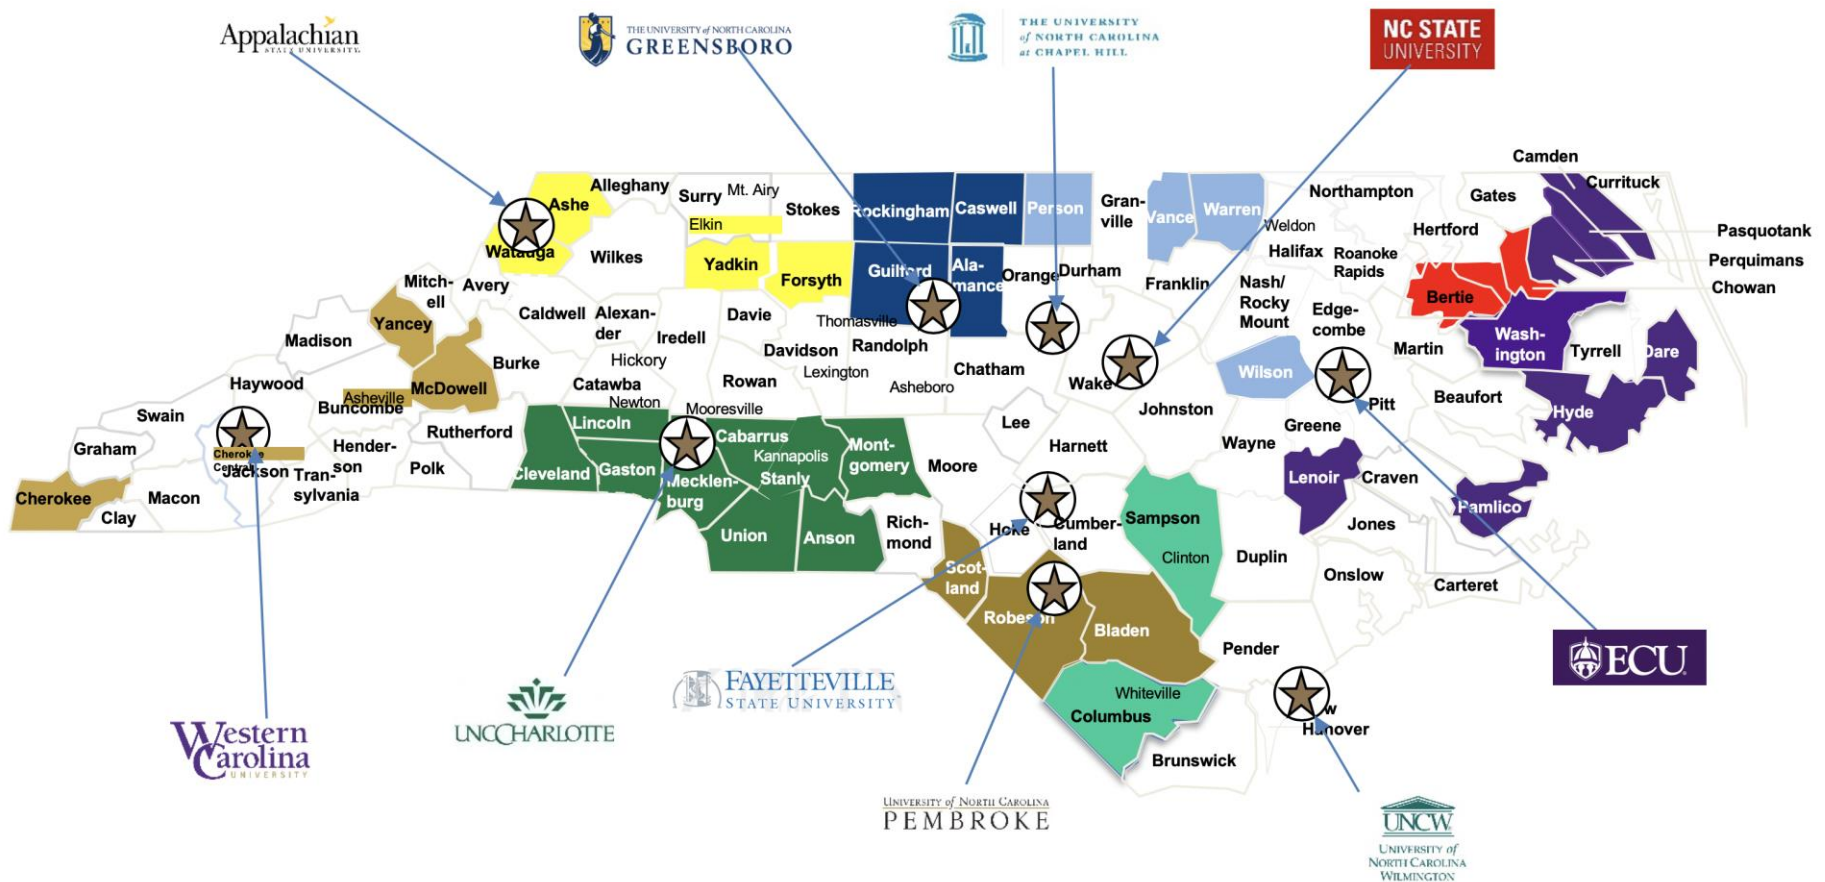 Appalachian
STATE UNIVERSITY.
THE UNIVERSITY of NORTH CAROLINA
GREENSBORO
THE UNIVERSITY
of NORTH CAROLINA
at CHAPEL HILL
NC STATE
UNIVERSITY
Camden
Currituck
Gates
Northampton
Pasquotank
Perquimans
Chowan
Alleghany
Ashe
Surry
Mt. Airy
Elkin
Stokes
Rockingham
Caswell
Person
Gran-
ville
Vance
Warren
Weldon
Halifax
Roanoke
Rapids
Hertford
Bertie
Watauga
Wilkes
Yadkin
Forsyth
Guilford
Ala-
mance
Orange
Durham
Franklin
Nash/
Rocky
Mount
Edge-
combe
Martin
Wash-
ington
Tyrrell
Dare
Mitch-
ell
Avery
Yancey
Madison
Caldwell
Alexan-
der
Iredell
Davie
Thomasville
Davidson
Lexington
Randolph
Asheboro
Chatham
Wake
Johnston
Wilson
Pitt
Greene
Beaufort
Hyde
Haywood
Buncombe
Asheville
McDowell
Burke
Hickory
Catawba
Newton
Rowan
Mooresville
Swain
Graham
Cherokee
Central
Jackson
Hender-
son
Tran-
sylvania
Rutherford
Polk
Cherokee
Clay
Macon
Lincoln
Cleveland
Gaston
Cabarrus
Kannapolis
Stanly
Mecklen-
burg
Mont-
gomery
Union
Anson
Moore
Lee
Harnett
Wayne
Lenoir
Craven
Pamlico
Jones
Rich-
mond
Hoke
Cumber-
land
Sampson
Clinton
Duplin
Onslow
Carteret
Scot-
land
Robeson
Bladen
Pender
Whiteville
Columbus
Brunswick
w
Hanover
ECU
Western
Carolina
UNIVERSITY
UNC CHARLOTTE
FAYETTEVILLE
STATE UNIVERSITY
UNIVERSITY of NORTH CAROLINA
PEMBROKE
UNCW
UNIVERSITY of
NORTH CAROLINA
WILMINGTON